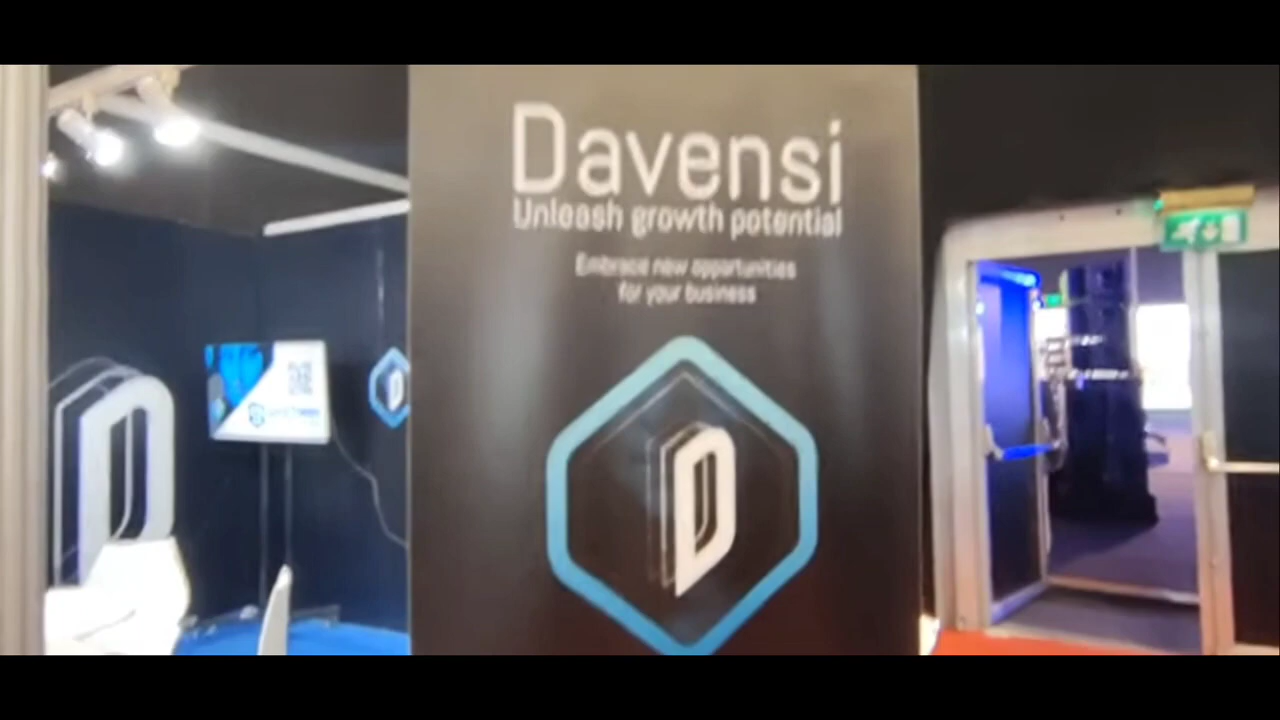 Davensi
Unleash growth potential
Embrace new opportunities
for your business
D
D
D